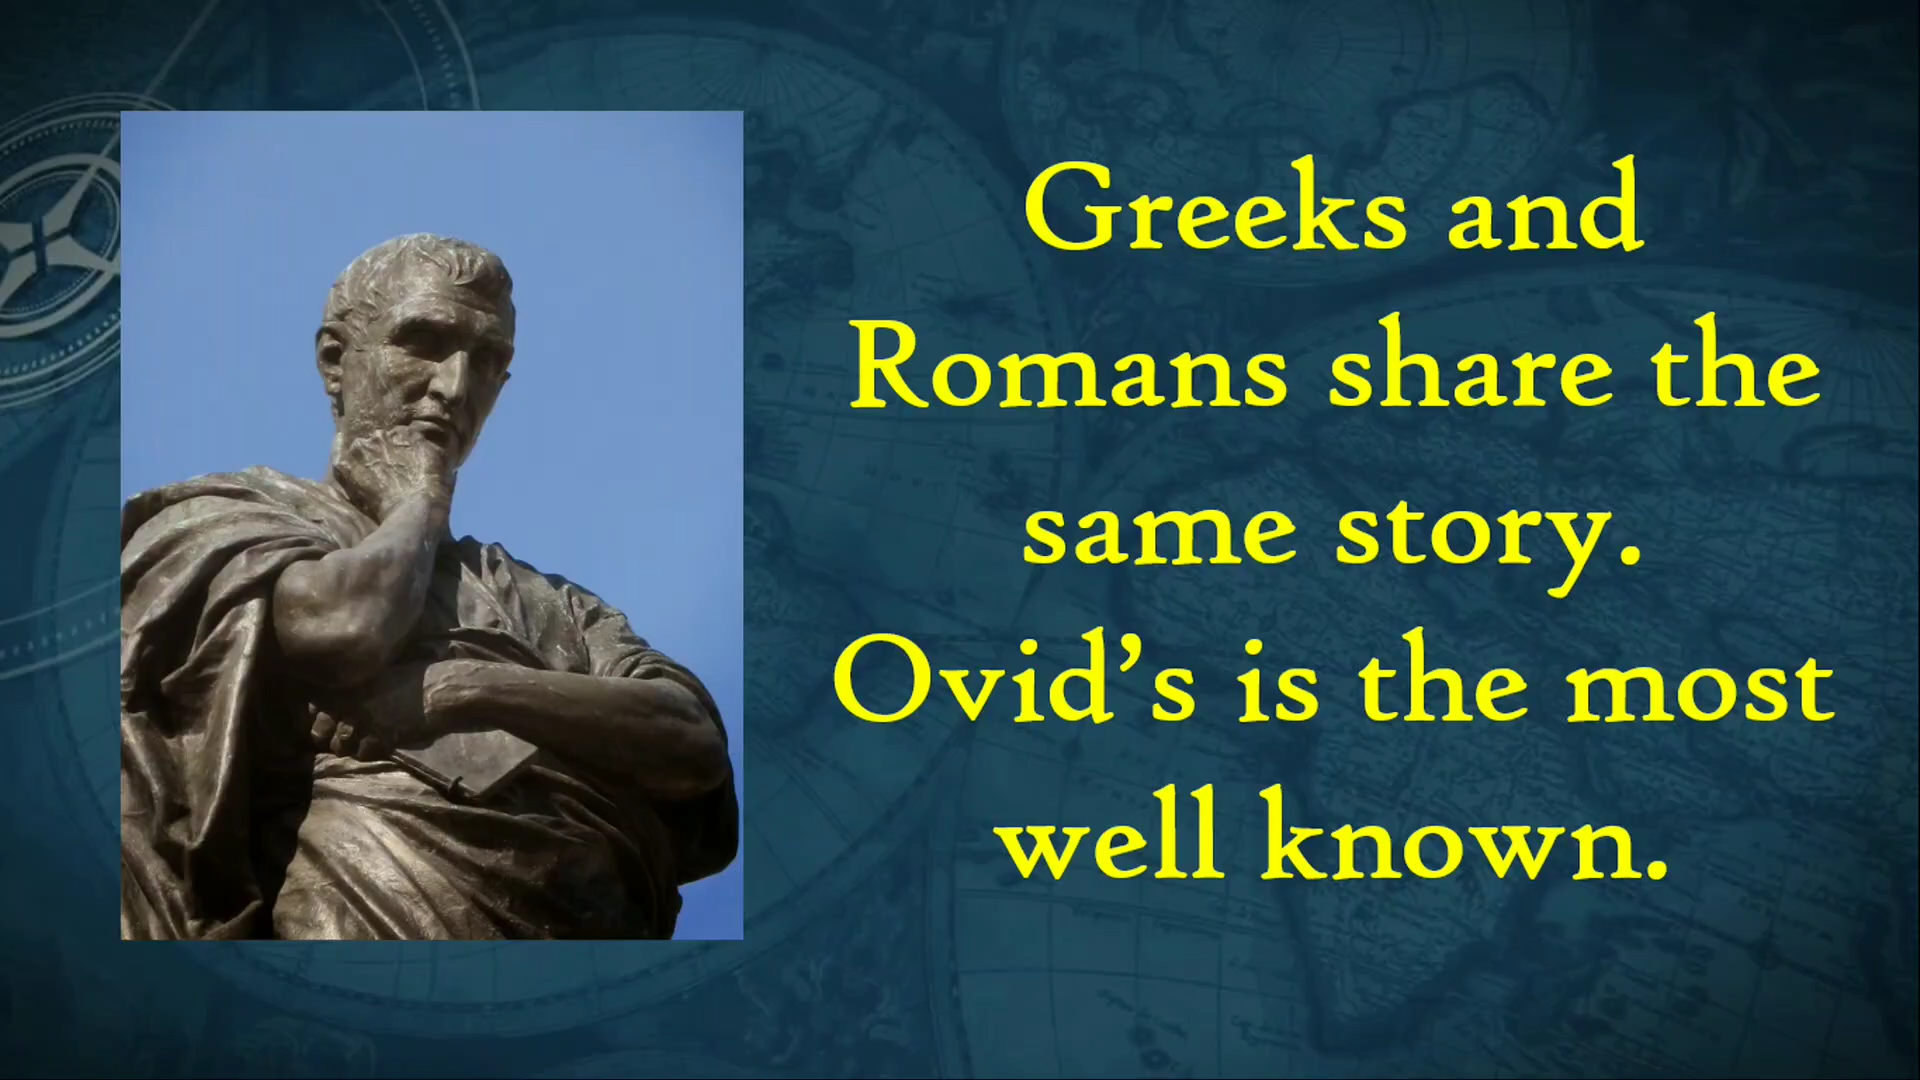 Greeks and
Romans share the
same story.
Ovid’s is the most
well known.